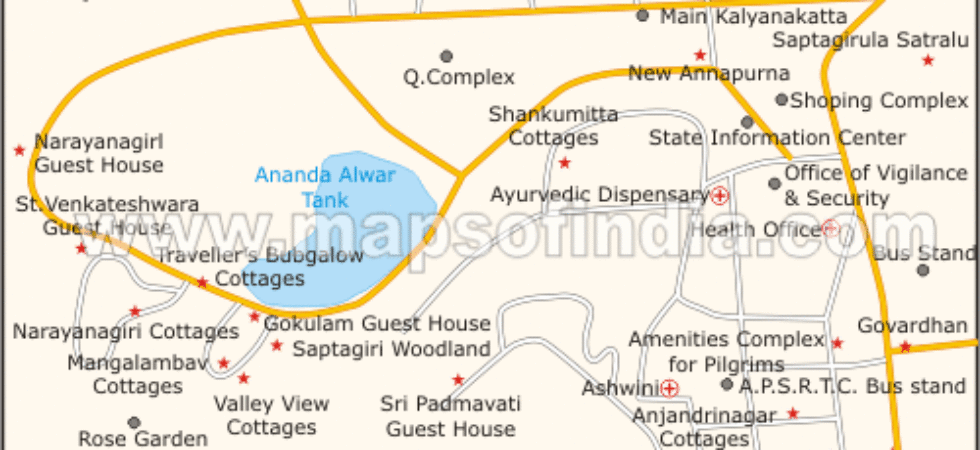 Main Kalyanakatta
Saptagirula Satralu
Q.Complex
New Annapurna
Shoping Complex
Shankumitta
Cottages
State Information Center
Narayanagirl
Guest House
Ananda Alwar
Tank
Office of Vigilance
& Security
Ayurvedic Dispensary
St.Venkateshwara
Guest House
www.mapsofindia.com
Health Office
Bus Stand
Traveller's Bubgalow
Cottages
Narayanagiri Cottages
Gokulam Guest House
Saptagiri Woodland
Govardhan
Amenities Complex
for Pilgrims
Mangalambav
Cottages
Ashwini
A.P.S.R.T.C. Bus stand
Valley View
Cottages
Sri Padmavati
Guest House
Anjandrinagar
Cottages
Rose Garden